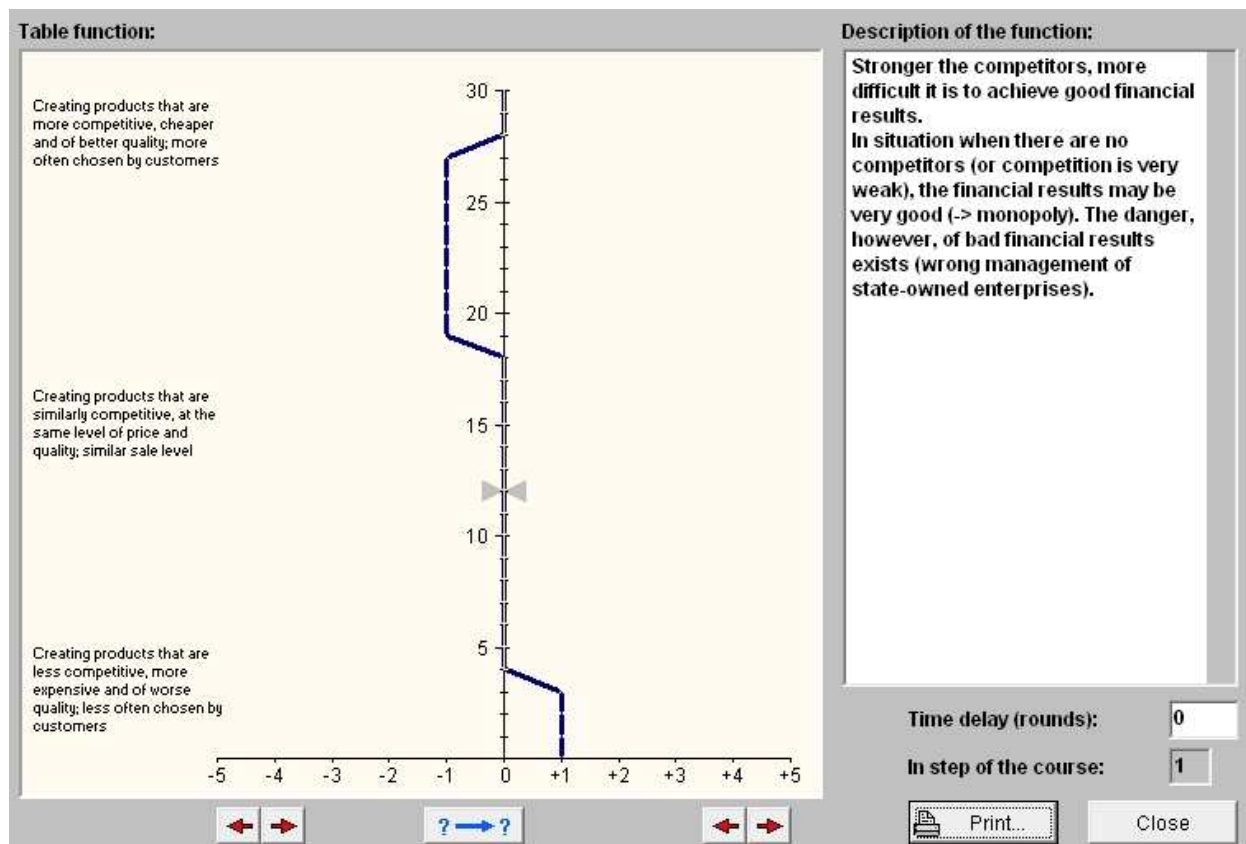 Table function:
Creating products that are
more competitive, cheaper
and of better quality; more
often chosen by customers
Creating products that are
similarly competitive, at the
same level of price and
quality; similar sale level
Creating products that are
less competitive, more
expensive and of worse
quality; less often chosen by
customers
30
25
20
15
10
5
-5 -4 -3 -2 -1 0 +1 +2 +3 +4 +5
? ?
Description of the function:
Stronger the competitors, more
difficult it is to achieve good financial
results.
In situation when there are no
competitors (or competition is very
weak), the financial results may be
very good (-> monopoly). The danger,
however, of bad financial results
exists (wrong management of
state-owned enterprises).
Time delay (rounds): 0
In step of the course: 1
Print... Close